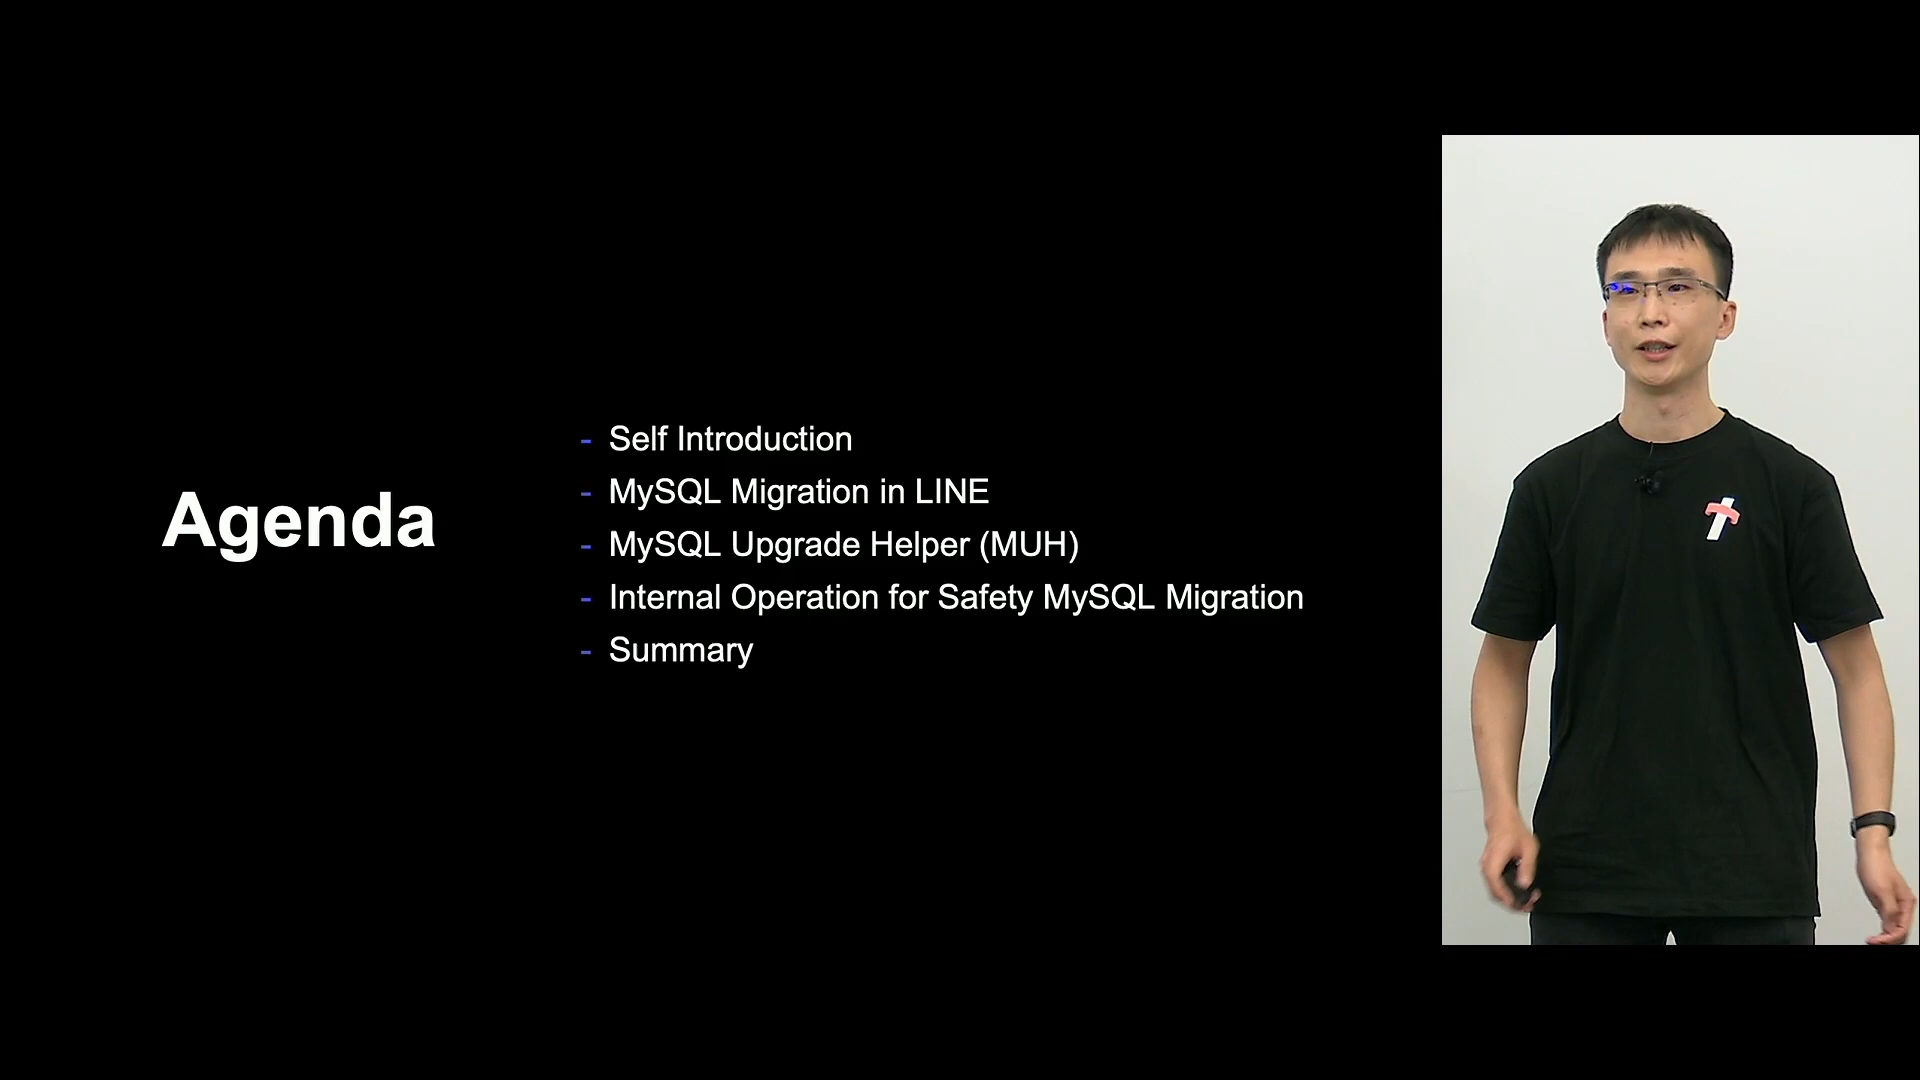 Agenda
- Self Introduction
- MySQL Migration in LINE
- MySQL Upgrade Helper (MUH)
- Internal Operation for Safety MySQL Migration
- Summary